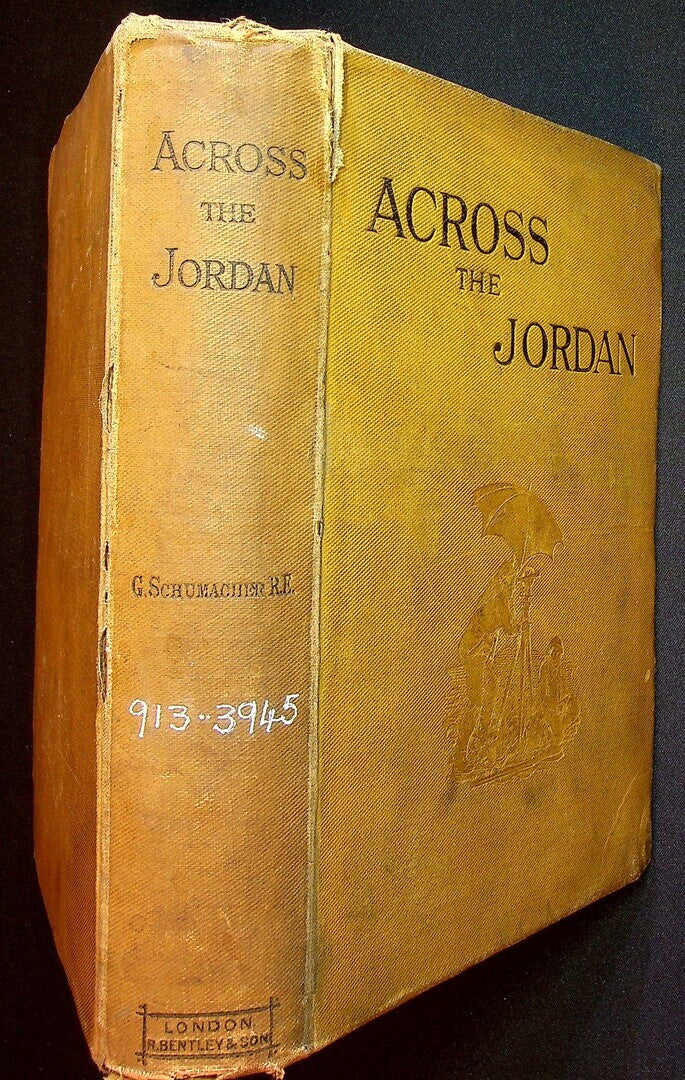 ACROSS
THE
JORDAN
G. SCHUMACHER R.E.
913..3945
LONDON,
R. BENTLEY & SON
ACROSS
THE
JORDAN